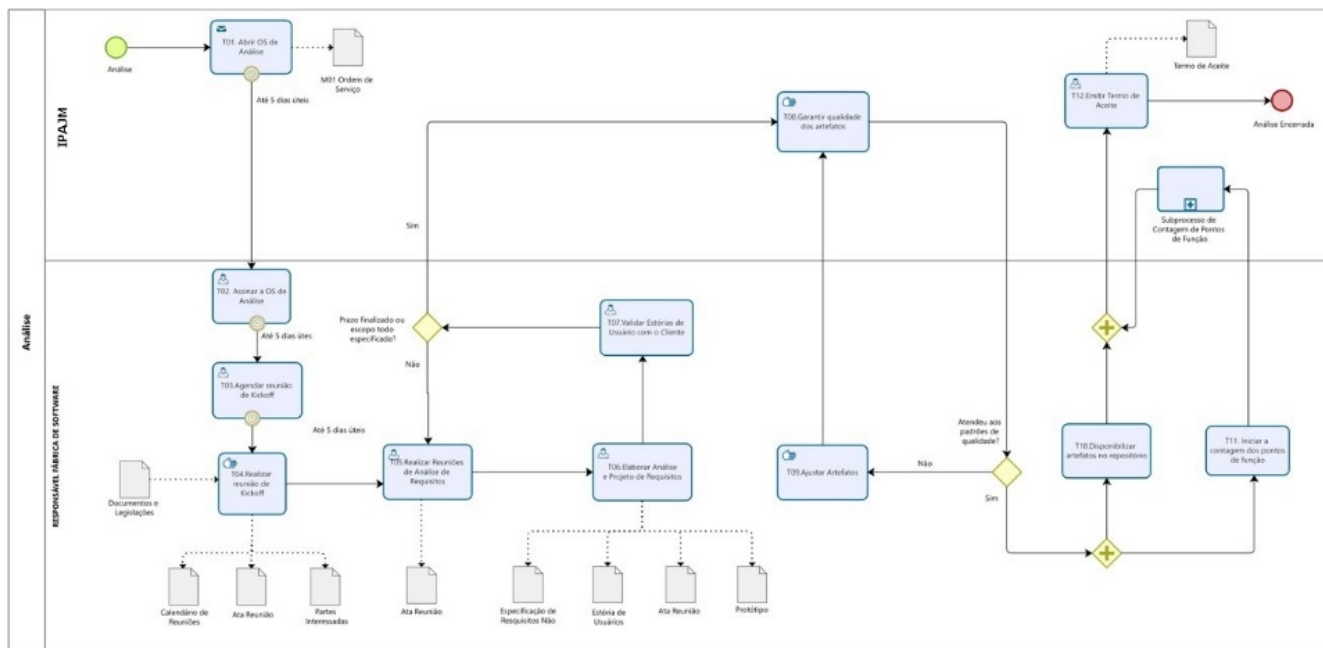 Análise
IPAJM
RESPONSÁVEL FÁBRICA DE SOFTWARE
Análise
T01. Abrir OS de
Análise
M01 Ordem de
Serviço
Até 5 dias úteis
T02. Assinar a OS de
Análise
Até 5 dias útes
T03.Agendar reunião
de Kickoff
Até 5 dias úteis
T04.Realizar
reunião de
Kickoff
Documentos e
Legislações
Calendário de
Reuniões
Ata Reunião
Partes
Interessadas
T05.Realizar Reuniões
de Análise de
Requisitos
Ata Reunião
T06.Elaborar Análise
e Projeto de Requisitos
Especificação de
Resquisitos Não
Estória de
Usuários
Ata Reunião
Protótipo
T07.Validar Estórias de
Usuário com o Cliente
Prazo finalizado ou
escopo todo
especificado?
Sim
Não
T08.Garantir qualidade
dos artefatos
Atendeu aos
padrões de
qualidade?
Não
Sim
T09.Ajustar Artefatos
T10.Disponibilizar
artefatos no repositório
T11. Iniciar a
contagem dos pontos
de função
Subprocesso de
Contagem de Pontos
de Função
T12.Emitir Termo de
Aceite
Termo de Aceite
Análise Encerrada